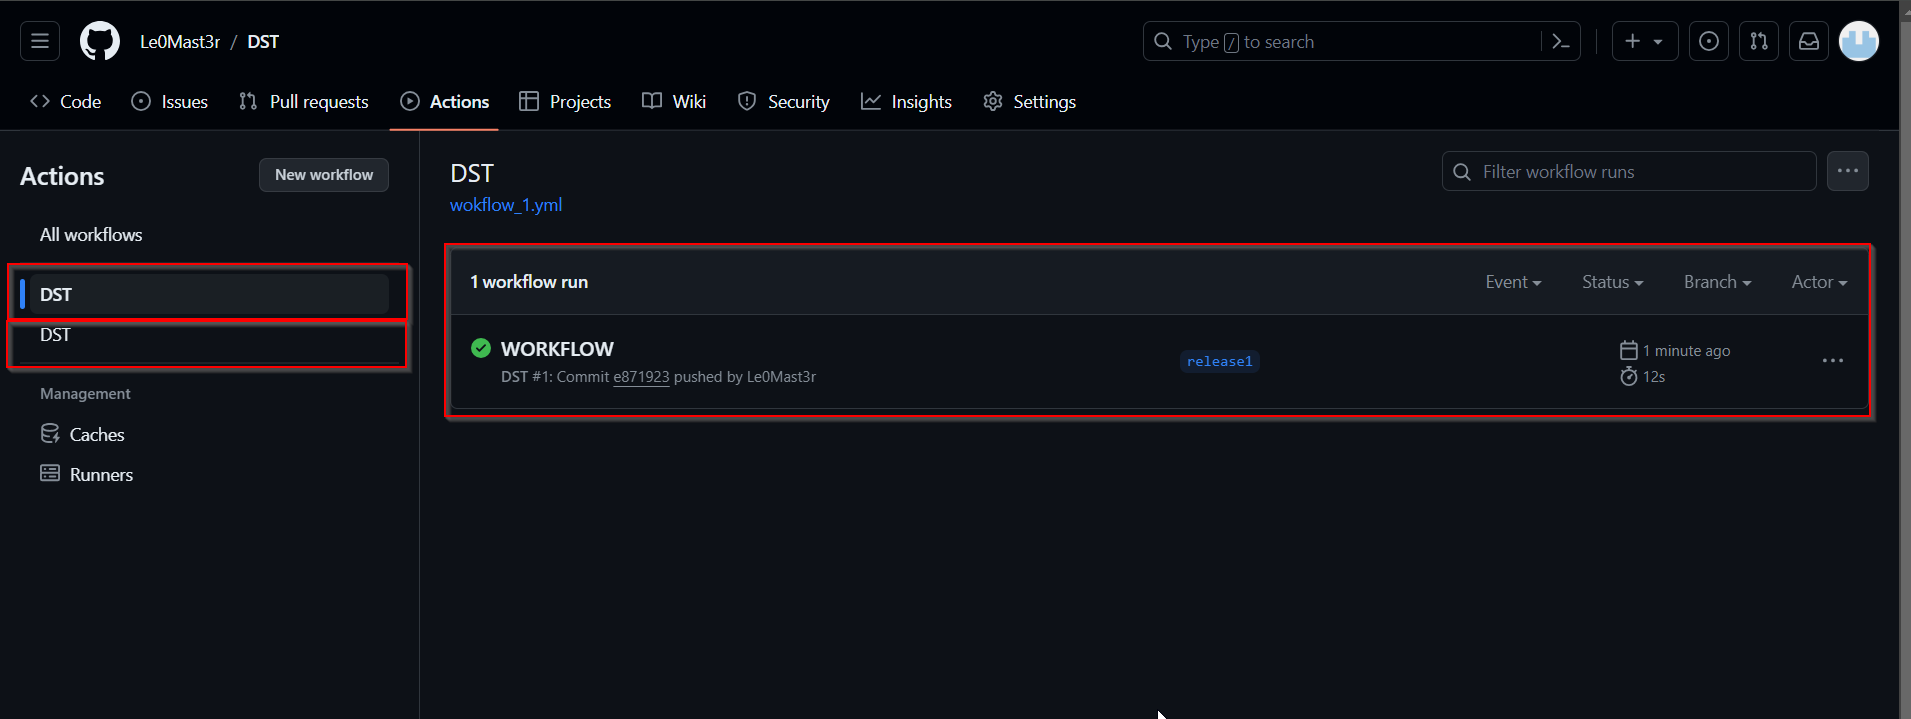 Le0Mast3r / DST
Type / to search
Code
Issues
Pull requests
Actions
Projects
Wiki
Security
Insights
Settings
Actions
New workflow
All workflows
DST
DST
Management
Caches
Runners
DST
wokflow_1.yml
Filter workflow runs
1 workflow run
Event
Status
Branch
Actor
WORKFLOW
DST #1: Commit e871923 pushed by Le0Mast3r
release1
1 minute ago
12s